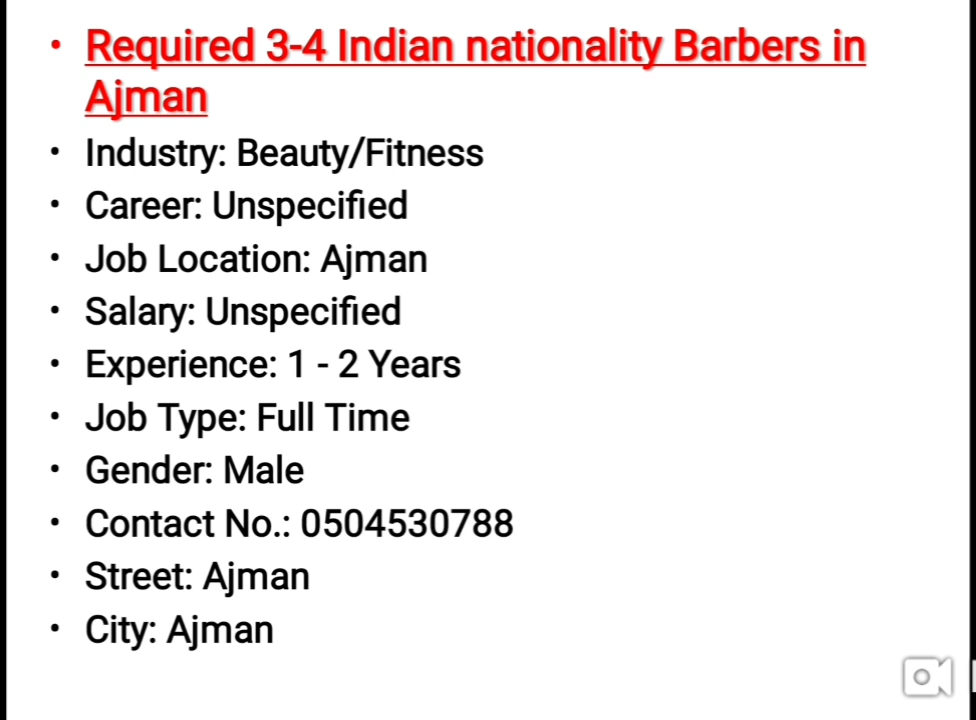 • Required 3-4 Indian nationality Barbers in
Ajman
• Industry: Beauty/Fitness
• Career: Unspecified
• Job Location: Ajman
• Salary: Unspecified
• Experience: 1 - 2 Years
• Job Type: Full Time
• Gender: Male
• Contact No.: 0504530788
• Street: Ajman
• City: Ajman